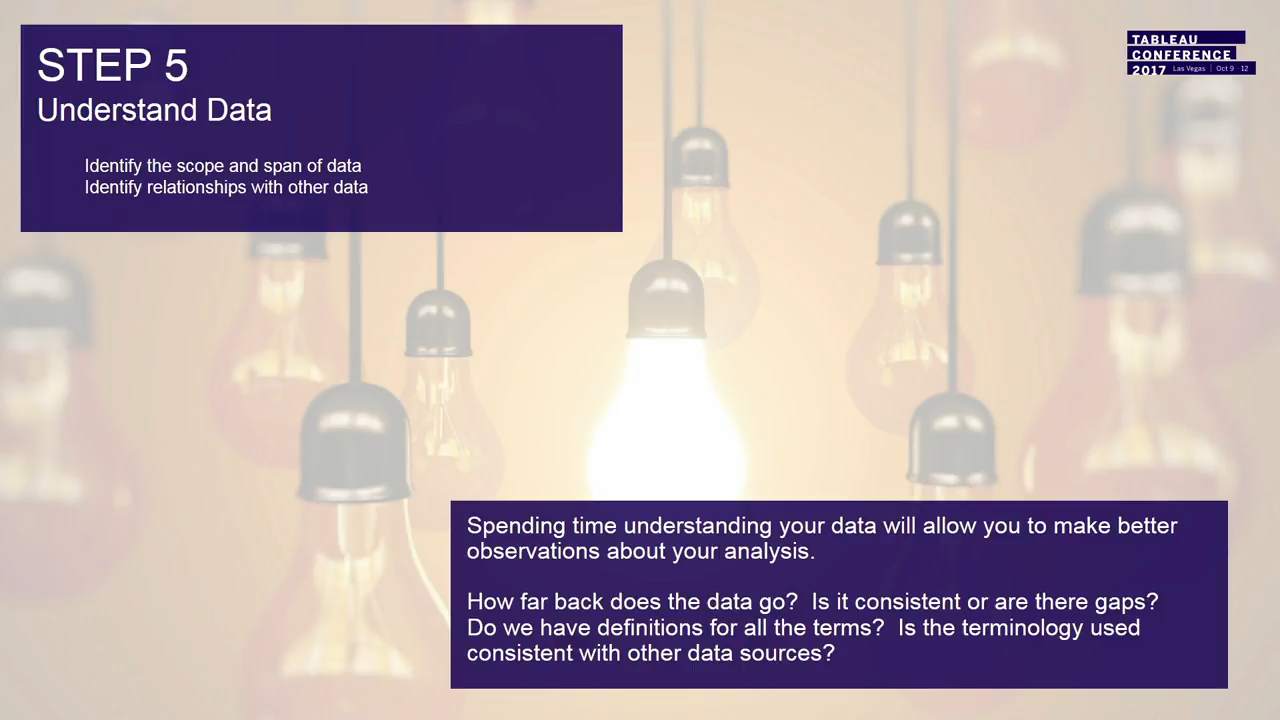 STEP 5
Understand Data
Identify the scope and span of data
Identify relationships with other data
TABLEAU
CONFERENCE
2017 Las Vegas | Oct 9 - 12
Spending time understanding your data will allow you to make better
observations about your analysis.
How far back does the data go?  Is it consistent or are there gaps?
Do we have definitions for all the terms?  Is the terminology used
consistent with other data sources?